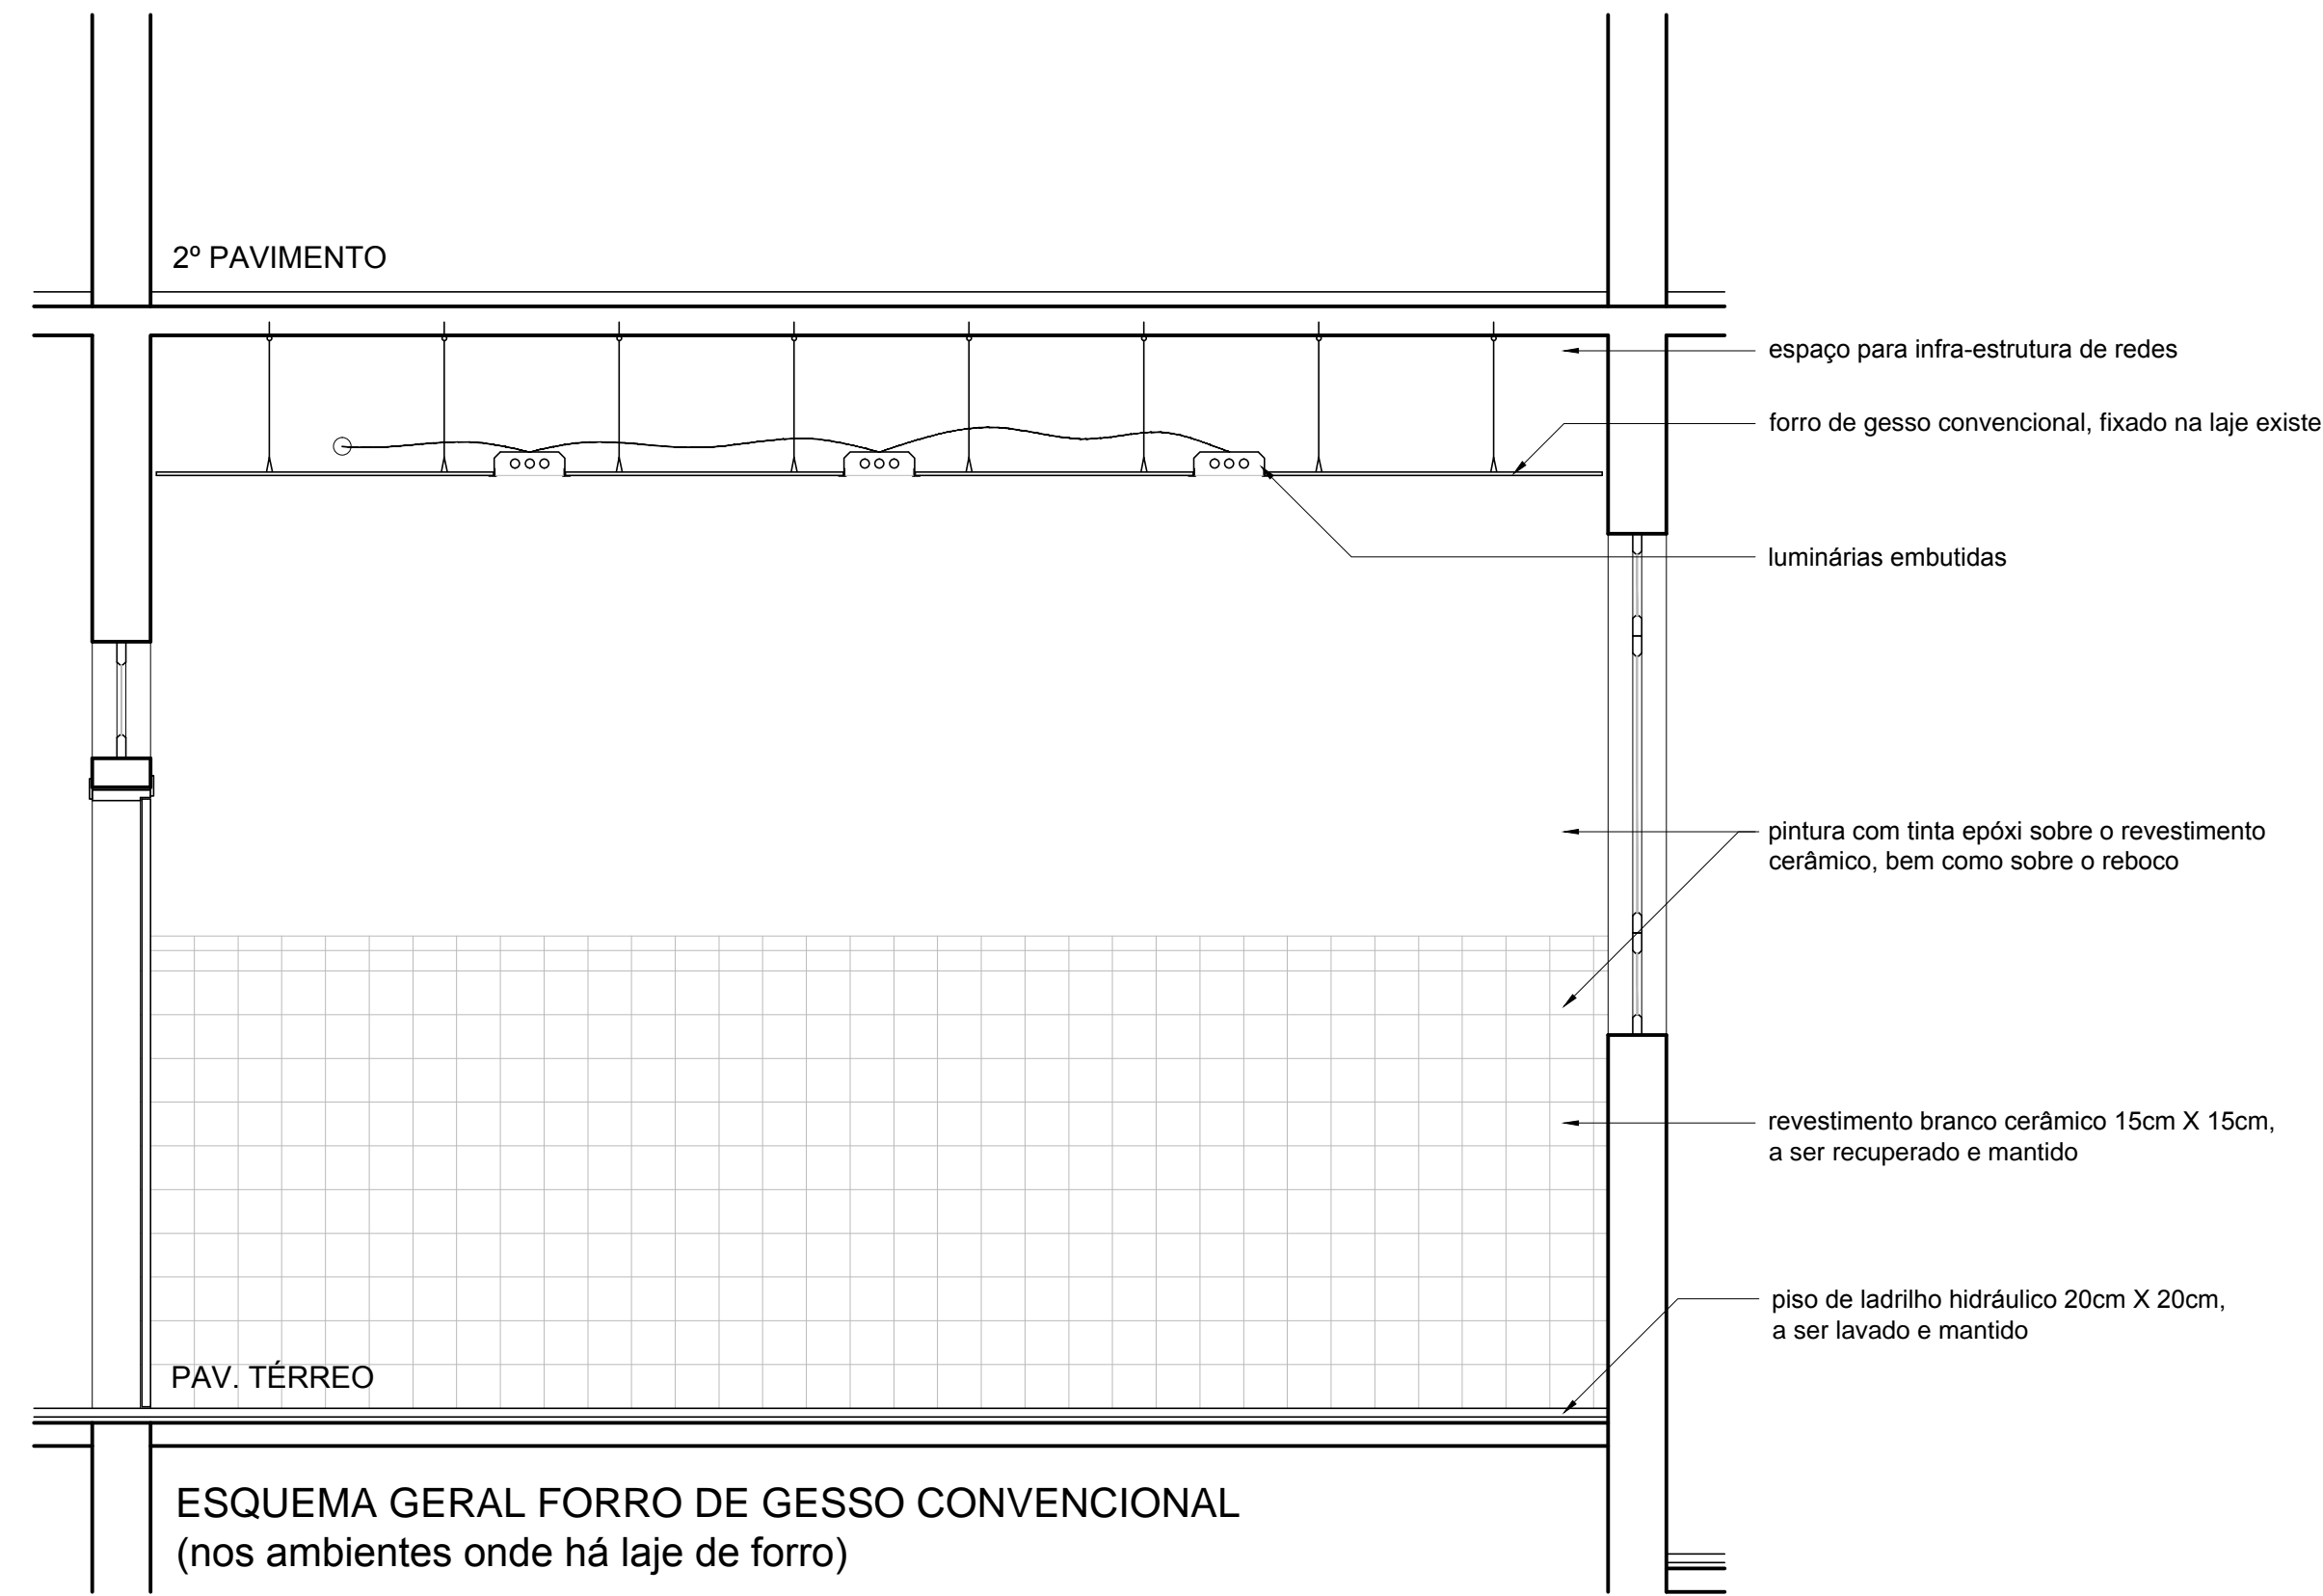 2º PAVIMENTO
espaço para infra-estrutura de redes
forro de gesso convencional, fixado na laje existe
luminárias embutidas
pintura com tinta epóxi sobre o revestimento
cerâmico, bem como sobre o reboco
revestimento branco cerâmico 15cm X 15cm,
a ser recuperado e mantido
piso de ladrilho hidráulico 20cm X 20cm,
a ser lavado e mantido
PAV. TÉRREO
ESQUEMA GERAL FORRO DE GESSO CONVENCIONAL
(nos ambientes onde há laje de forro)